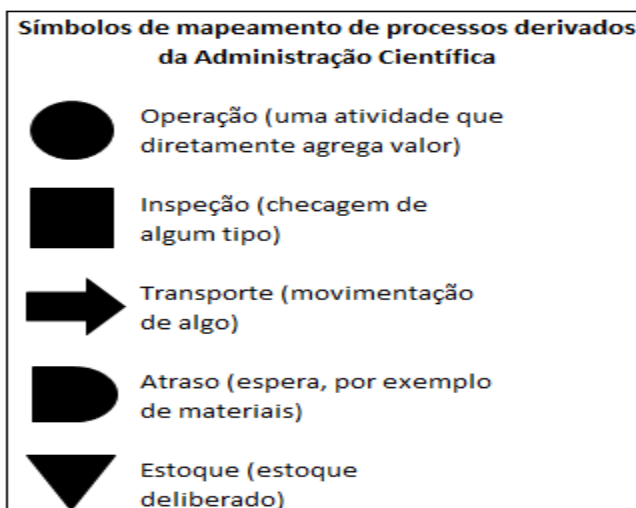 Símbolos de mapeamento de processos derivados
da Administração Científica
Operação (uma atividade que
diretamente agrega valor)
Inspeção (checagem de
algum tipo)
Transporte (movimentação
de algo)
Atraso (espera, por exemplo
de materiais)
Estoque (estoque
deliberado)